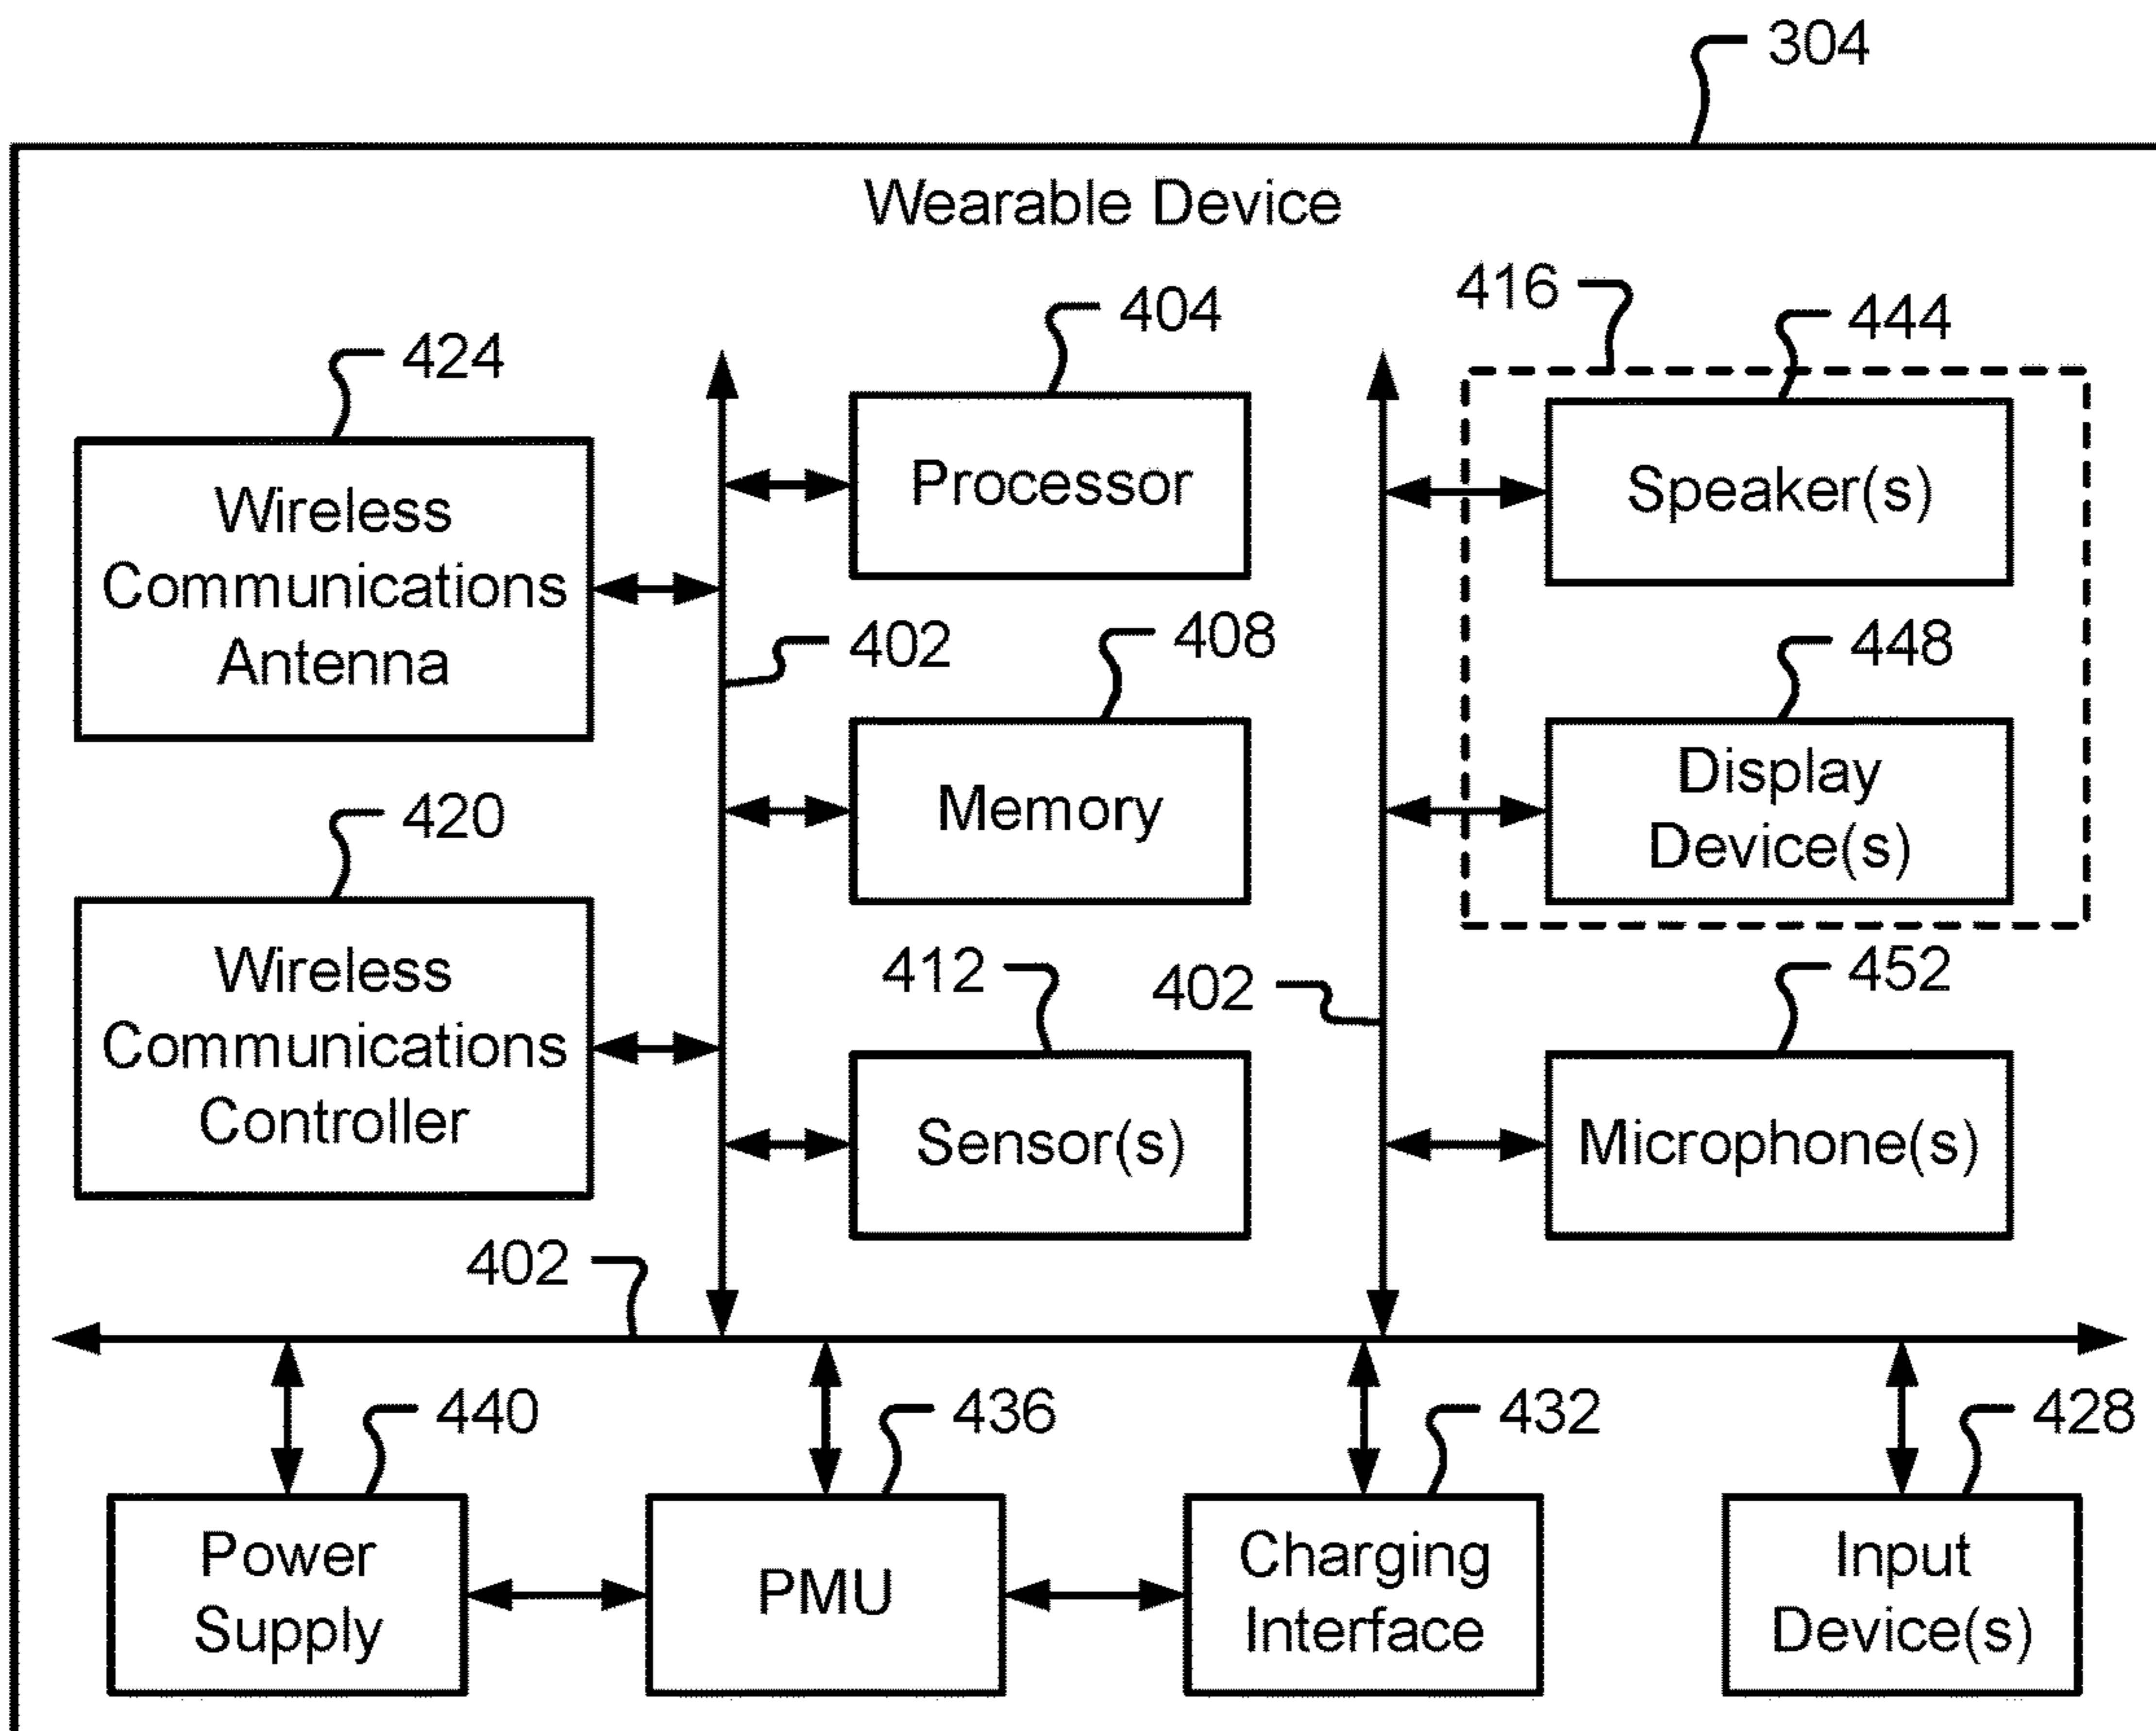 304
Wearable Device
416
444
404
424
Wireless
Communications
Antenna
Processor
Speaker(s)
402
408
448
Memory
Display
Device(s)
420
Wireless
Communications
Controller
412
402
452
Sensor(s)
Microphone(s)
402
440
436
432
428
Power
Supply
PMU
Charging
Interface
Input
Device(s)